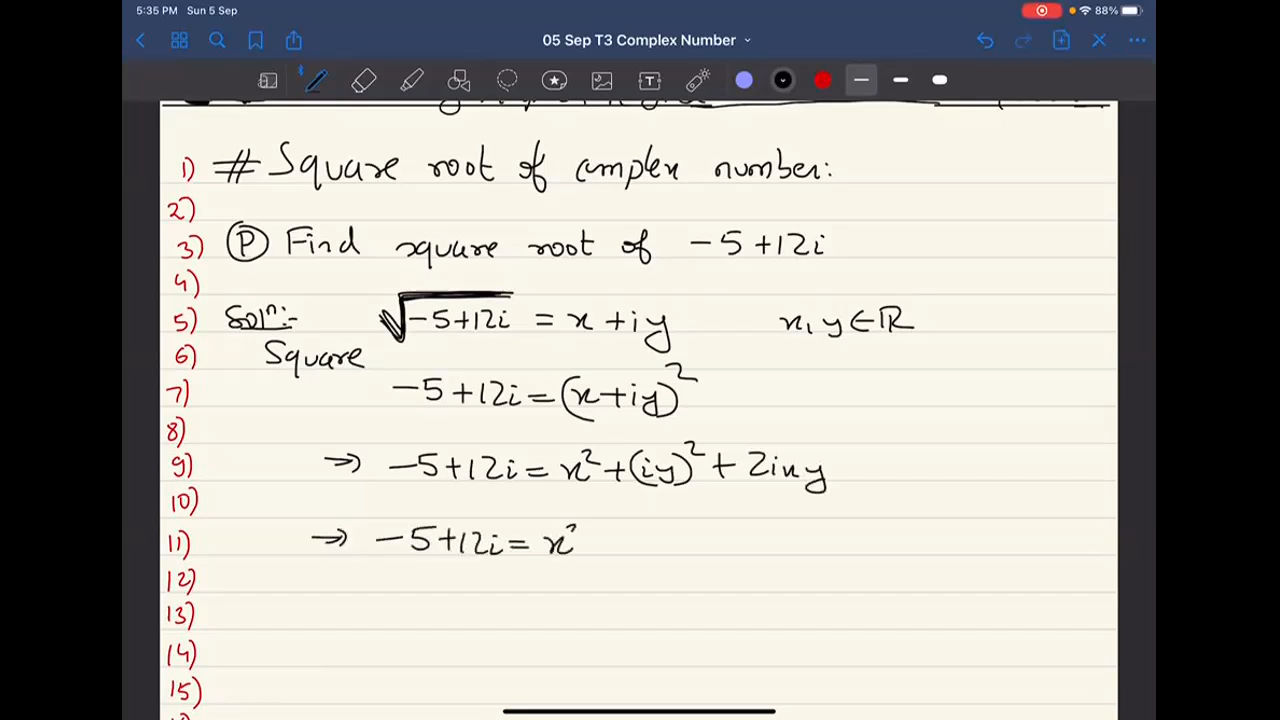 5:35 PM Sun 5 Sep 88%
05 Sep T3 Complex Number
1) # Square root of complex number:
2)
3) (P) Find square root of -5+12i
4)
5) Solⁿ:- √(-5+12i) = x+iy x, y ∈ ℝ
6) Square
7) -5+12i = (x+iy)²
8)
9) ⇒ -5+12i = x² + (iy)² + 2ixy
10)
11) ⇒ -5+12i = x²
12)
13)
14)
15)